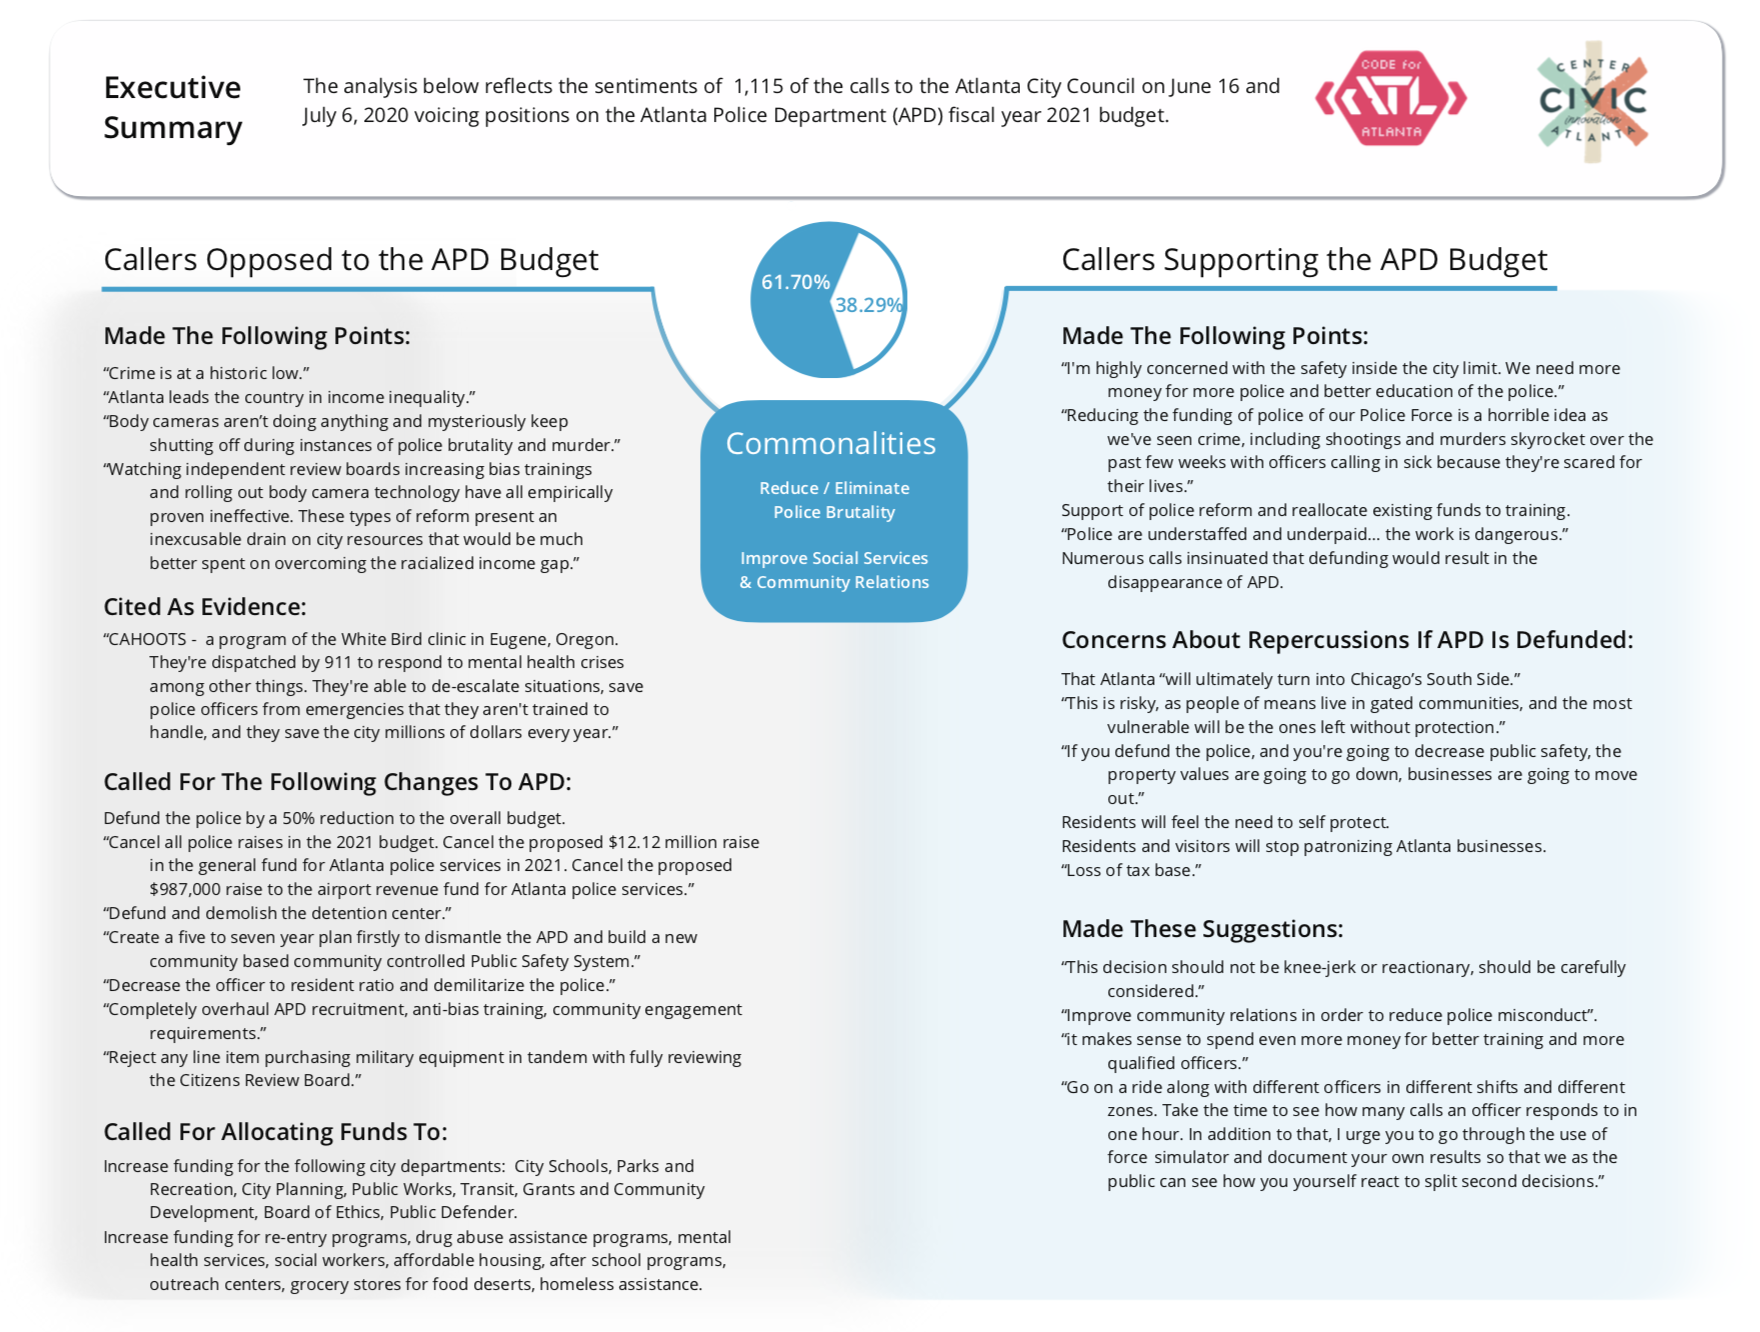 Executive
Summary
The analysis below reflects the sentiments of  1,115 of the calls to the Atlanta City Council on June 16 and
July 6, 2020 voicing positions on the Atlanta Police Department (APD) fiscal year 2021 budget.
CODE for
ATL
ATLANTA
CENTER
for
CIVIC
innovation
ATLANTA
Callers Opposed to the APD Budget
61.70%
38.29%
Callers Supporting the APD Budget
Commonalities
Reduce / Eliminate
Police Brutality
Improve Social Services
& Community Relations
Made The Following Points:
“Crime is at a historic low.”
“Atlanta leads the country in income inequality.”
“Body cameras aren’t doing anything and mysteriously keep
shutting off during instances of police brutality and murder.”
“Watching independent review boards increasing bias trainings
and rolling out body camera technology have all empirically
proven ineffective. These types of reform present an
inexcusable drain on city resources that would be much
better spent on overcoming the racialized income gap.”
Cited As Evidence:
“CAHOOTS -  a program of the White Bird clinic in Eugene, Oregon.
They're dispatched by 911 to respond to mental health crises
among other things. They're able to de-escalate situations, save
police officers from emergencies that they aren't trained to
handle, and they save the city millions of dollars every year.”
Called For The Following Changes To APD:
Defund the police by a 50% reduction to the overall budget.
“Cancel all police raises in the 2021 budget. Cancel the proposed $12.12 million raise
in the general fund for Atlanta police services in 2021. Cancel the proposed
$987,000 raise to the airport revenue fund for Atlanta police services.”
“Defund and demolish the detention center.”
“Create a five to seven year plan firstly to dismantle the APD and build a new
community based community controlled Public Safety System.”
“Decrease the officer to resident ratio and demilitarize the police.”
“Completely overhaul APD recruitment, anti-bias training, community engagement
requirements.”
“Reject any line item purchasing military equipment in tandem with fully reviewing
the Citizens Review Board.”
Called For Allocating Funds To:
Increase funding for the following city departments:  City Schools, Parks and
Recreation, City Planning, Public Works, Transit, Grants and Community
Development, Board of Ethics, Public Defender.
Increase funding for re-entry programs, drug abuse assistance programs, mental
health services, social workers, affordable housing, after school programs,
outreach centers, grocery stores for food deserts, homeless assistance.
Made The Following Points:
“I'm highly concerned with the safety inside the city limit. We need more
money for more police and better education of the police.”
“Reducing the funding of police of our Police Force is a horrible idea as
we've seen crime, including shootings and murders skyrocket over the
past few weeks with officers calling in sick because they're scared for
their lives.”
Support of police reform and reallocate existing funds to training.
“Police are understaffed and underpaid... the work is dangerous.”
Numerous calls insinuated that defunding would result in the
disappearance of APD.
Concerns About Repercussions If APD Is Defunded:
That Atlanta “will ultimately turn into Chicago’s South Side.”
“This is risky, as people of means live in gated communities, and the most
vulnerable will be the ones left without protection.”
“If you defund the police, and you're going to decrease public safety, the
property values are going to go down, businesses are going to move
out.”
Residents will feel the need to self protect.
Residents and visitors will stop patronizing Atlanta businesses.
“Loss of tax base.”
Made These Suggestions:
“This decision should not be knee-jerk or reactionary, should be carefully
considered.”
“Improve community relations in order to reduce police misconduct”.
“it makes sense to spend even more money for better training and more
qualified officers.”
“Go on a ride along with different officers in different shifts and different
zones. Take the time to see how many calls an officer responds to in
one hour. In addition to that, I urge you to go through the use of
force simulator and document your own results so that we as the
public can see how you yourself react to split second decisions.”